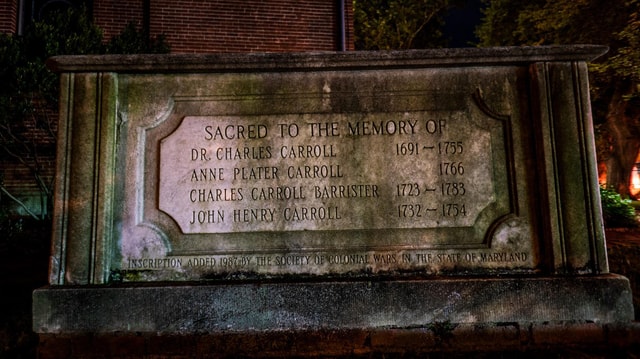 SACRED TO THE MEMORY OF
DR. CHARLES CARROLL 1691 — 1755
ANNE PLATER CARROLL 1766
CHARLES CARROLL BARRISTER 1723 — 1783
JOHN HENRY CARROLL 1732 — 1754
INSCRIPTION ADDED 1987 BY THE SOCIETY OF COLONIAL WARS IN THE STATE OF MARYLAND